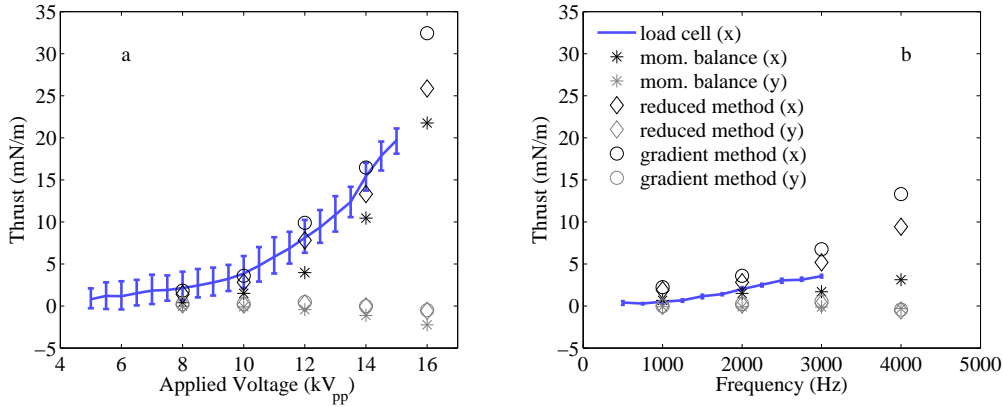 35
30
25
20
15
10
5
0
−5
Thrust (mN/m)
a
4
6
8
10
12
14
16
Applied Voltage (kVpp)
35
30
25
20
15
10
5
0
−5
Thrust (mN/m)
load cell (x)
mom. balance (x)
mom. balance (y)
reduced method (x)
reduced method (y)
gradient method (x)
gradient method (y)
b
0
1000
2000
3000
4000
5000
Frequency (Hz)